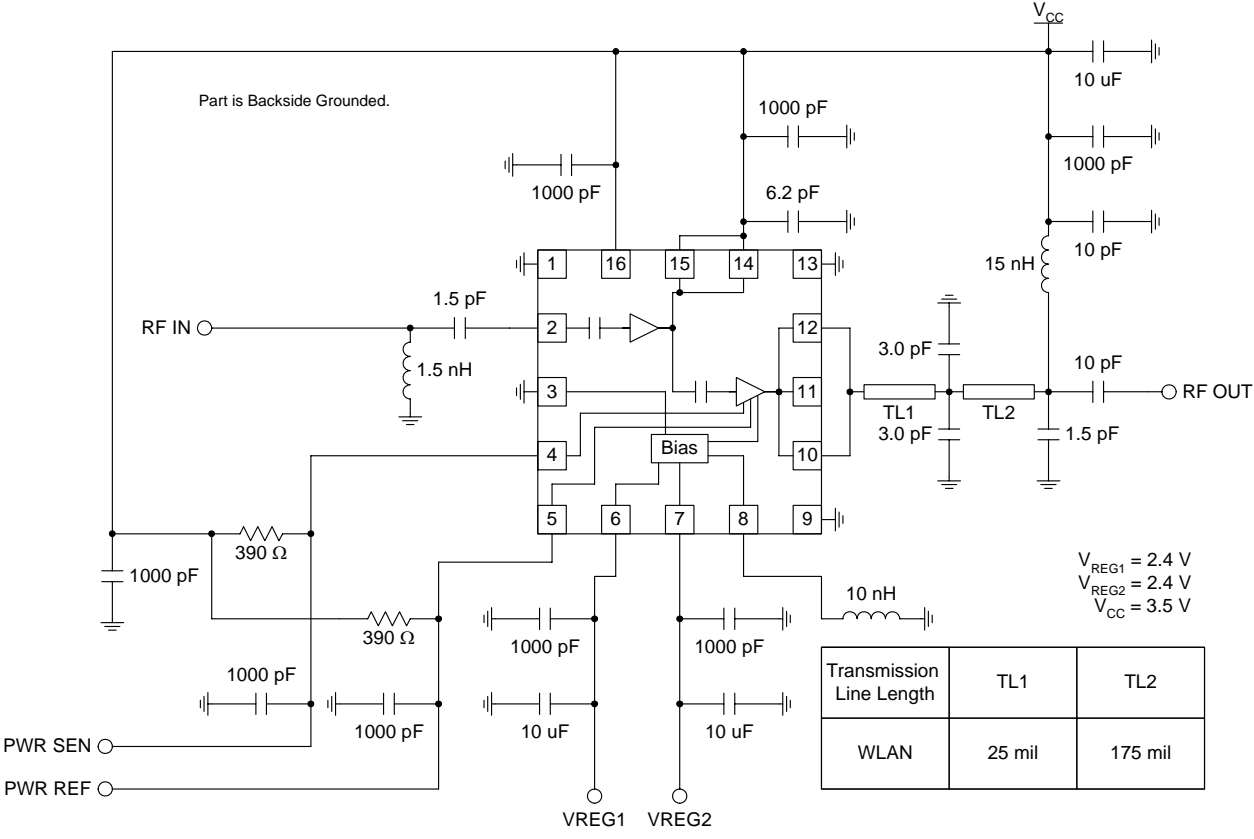 V_CC
10 uF
Part is Backside Grounded.
1000 pF
1000 pF
1000 pF
6.2 pF
10 pF
15 nH
1
16
15
14
13
1.5 pF
RF IN
2
12
1.5 nH
3.0 pF
10 pF
3
11
RF OUT
TL1
TL2
3.0 pF
1.5 pF
Bias
4
10
5
6
7
8
9
390 Ω
1000 pF
V_REG1 = 2.4 V
V_REG2 = 2.4 V
V_CC = 3.5 V
10 nH
390 Ω
1000 pF
1000 pF
1000 pF
1000 pF
10 uF
10 uF
PWR SEN
PWR REF
VREG1
VREG2
Transmission Line Length TL1 TL2
WLAN 25 mil 175 mil